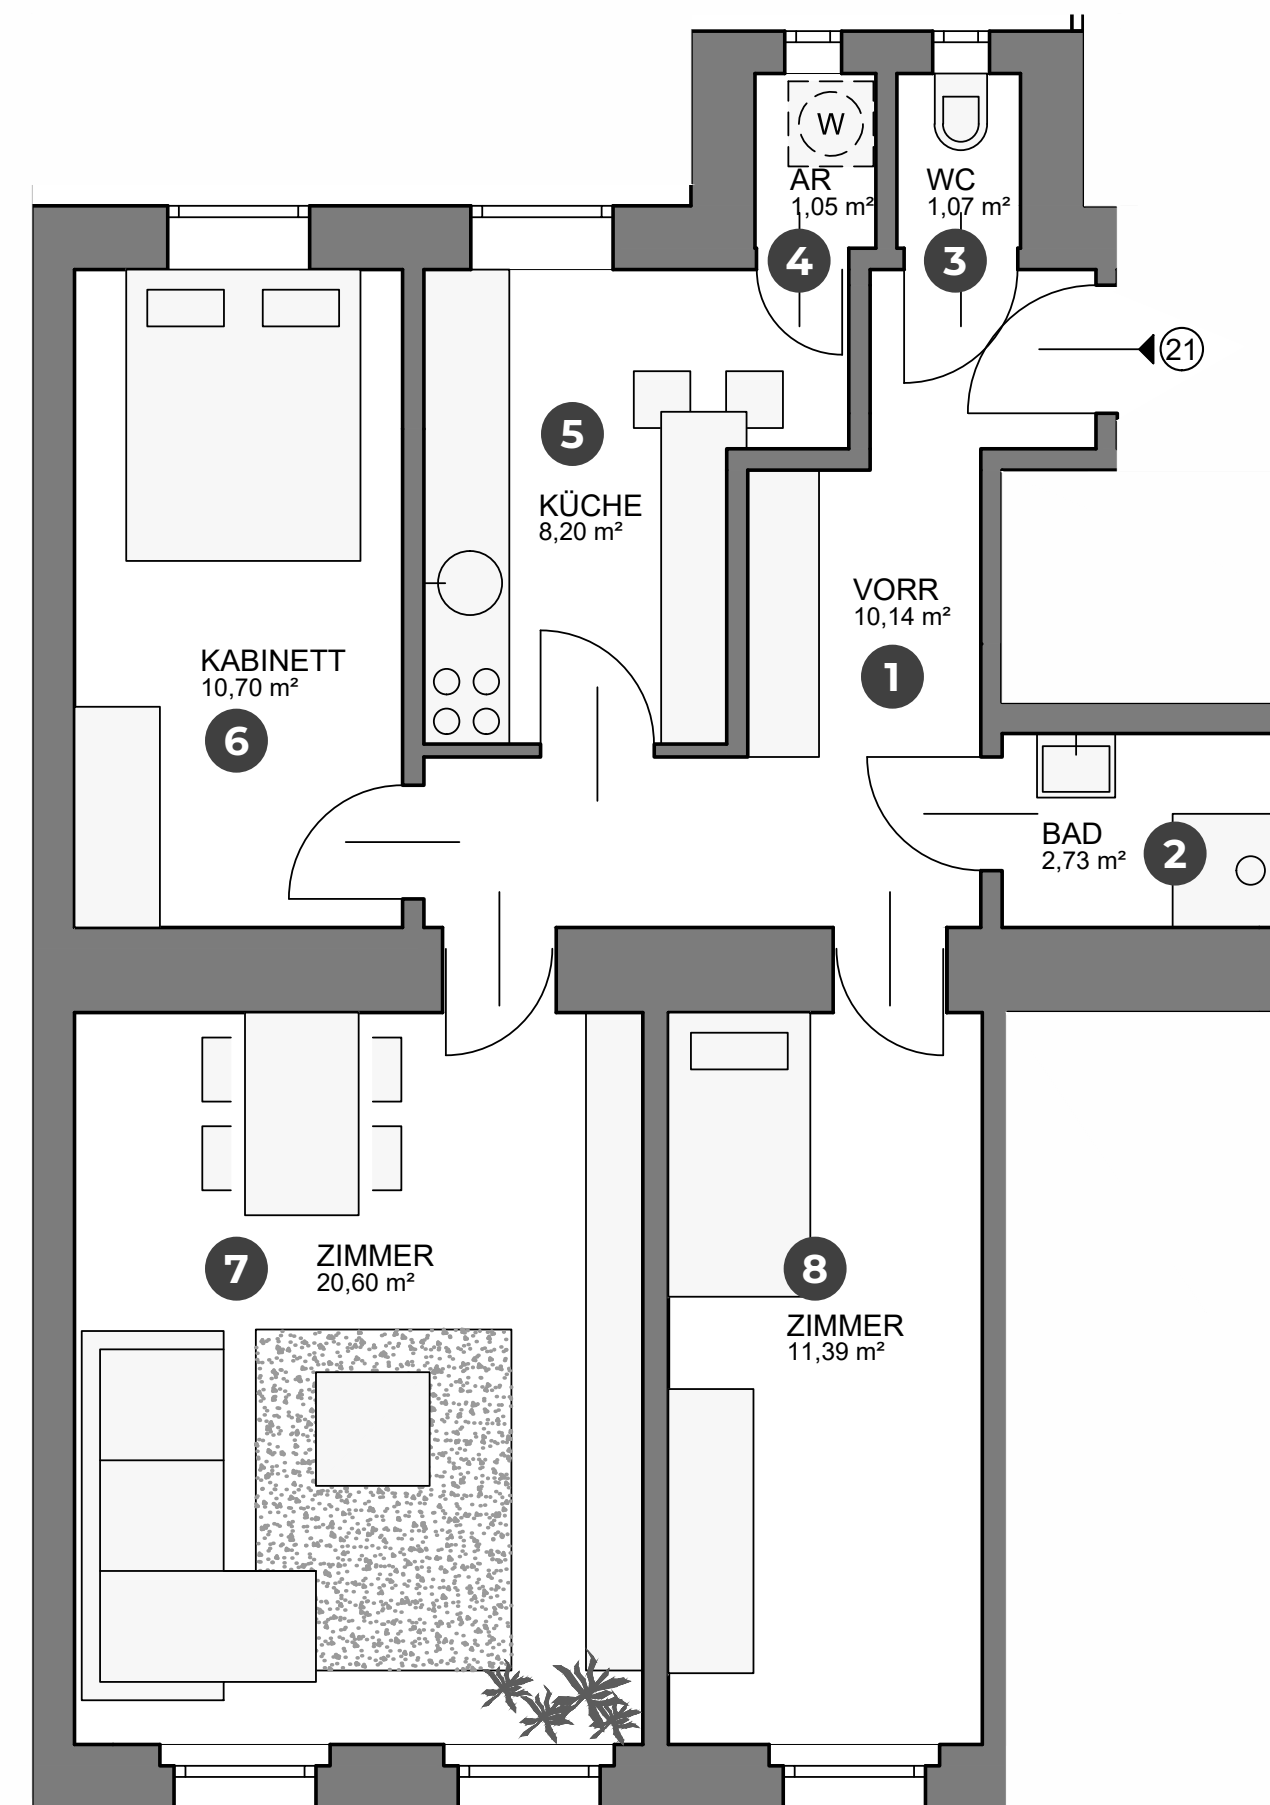 W
AR
1,05 m²
4
WC
1,07 m²
3
21
5
KÜCHE
8,20 m²
VORR
10,14 m²
1
KABINETT
10,70 m²
6
BAD
2,73 m²
2
7
ZIMMER
20,60 m²
8
ZIMMER
11,39 m²